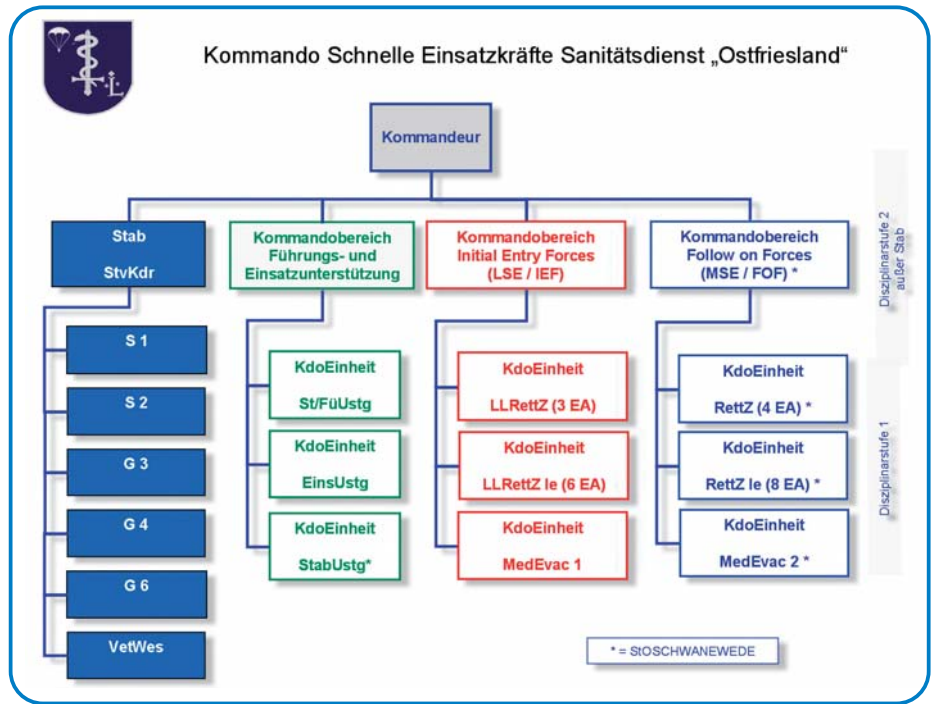 Kommando Schnelle Einsatzkräfte Sanitätsdienst „Ostfriesland“
Ł
Kommandeur
Stab
StvKdr
Kommandobereich
Führungs- und
Einsatzunterstützung
Kommandobereich
Initial Entry Forces
(LSE / IEF)
Kommandobereich
Follow on Forces
(MSE / FOF) *
Disziplinarstufe 2
außer Stab
S 1
S 2
G 3
G 4
G 6
VetWes
KdoEinheit
St/FüUstg
KdoEinheit
EinsUstg
KdoEinheit
StabUstg*
KdoEinheit
LLRettZ (3 EA)
KdoEinheit
LLRettZ le (6 EA)
KdoEinheit
MedEvac 1
KdoEinheit
RettZ (4 EA) *
KdoEinheit
RettZ le (8 EA) *
KdoEinheit
MedEvac 2 *
Disziplinarstufe 1
* = StOSCHWANEWEDE